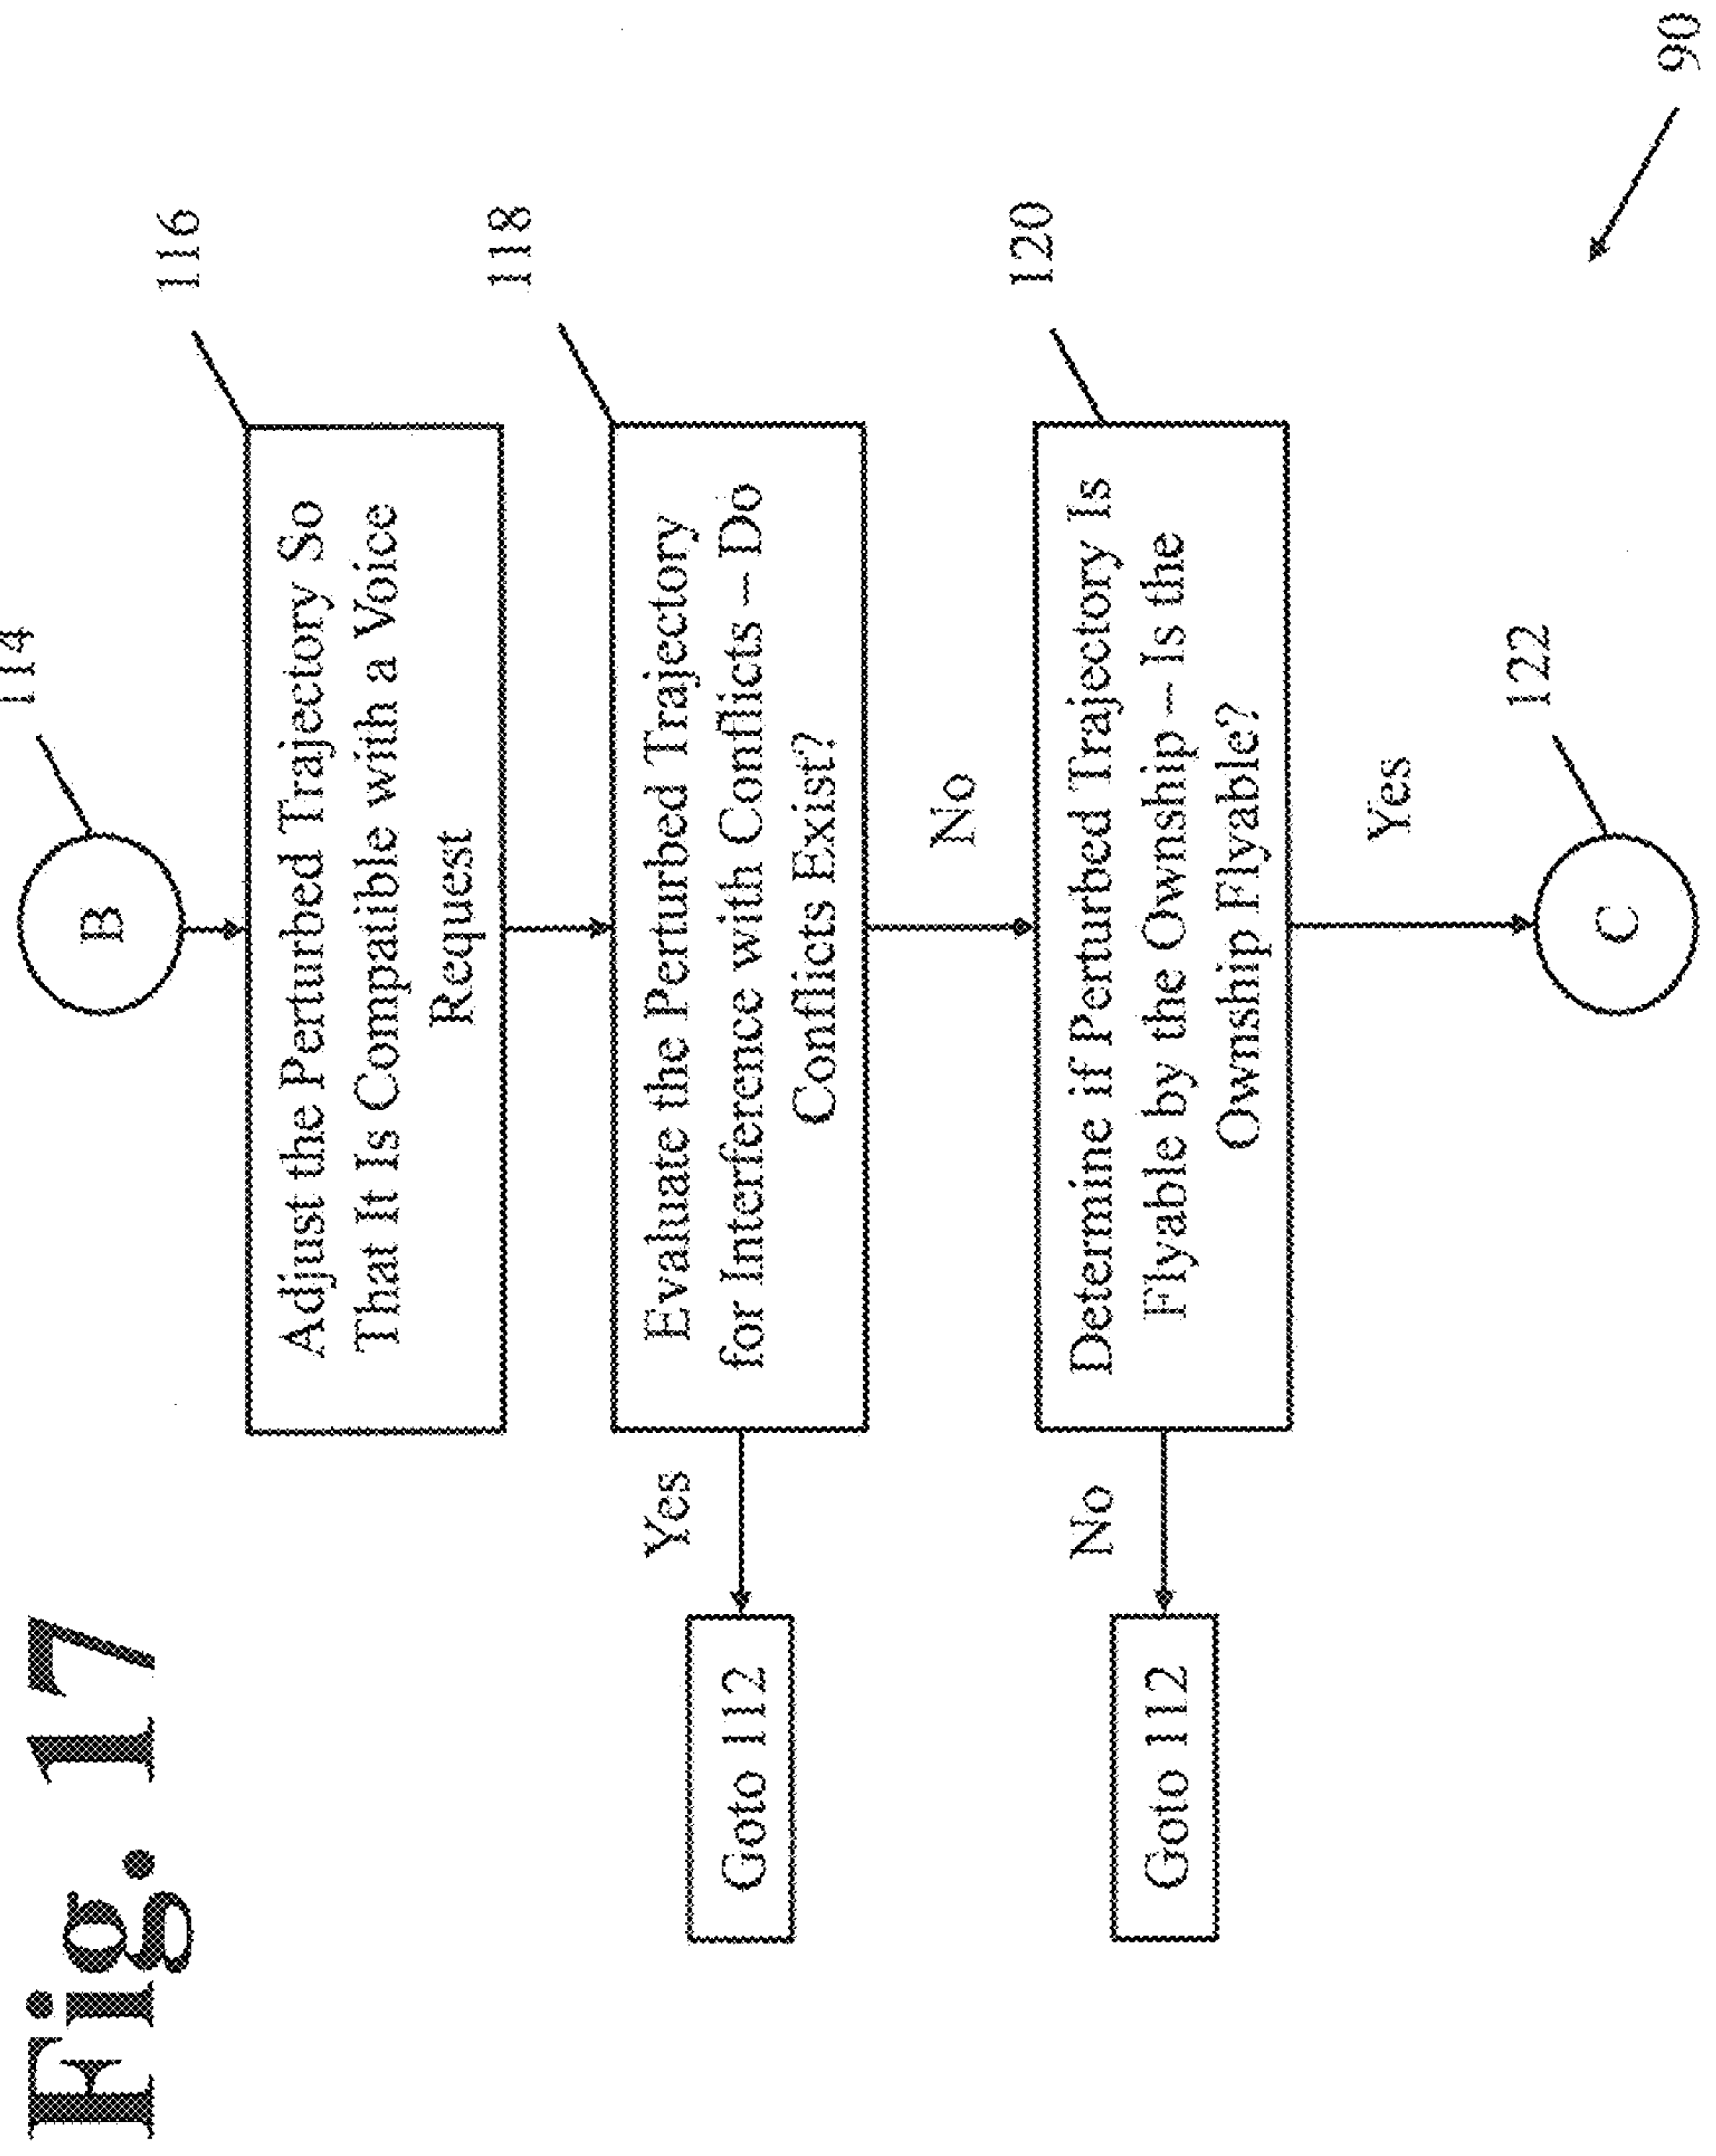 Fig. 17
114
B
116
Adjust the Perturbed Trajectory So
That It Is Compatible with a Voice
Request
118
Evaluate the Perturbed Trajectory
for Interference with Conflicts – Do
Conflicts Exist?
Yes
Goto 112
No
120
Determine if Perturbed Trajectory Is
Flyable by the Ownship – Is the
Ownship Flyable?
No
Goto 112
Yes
122
C
90